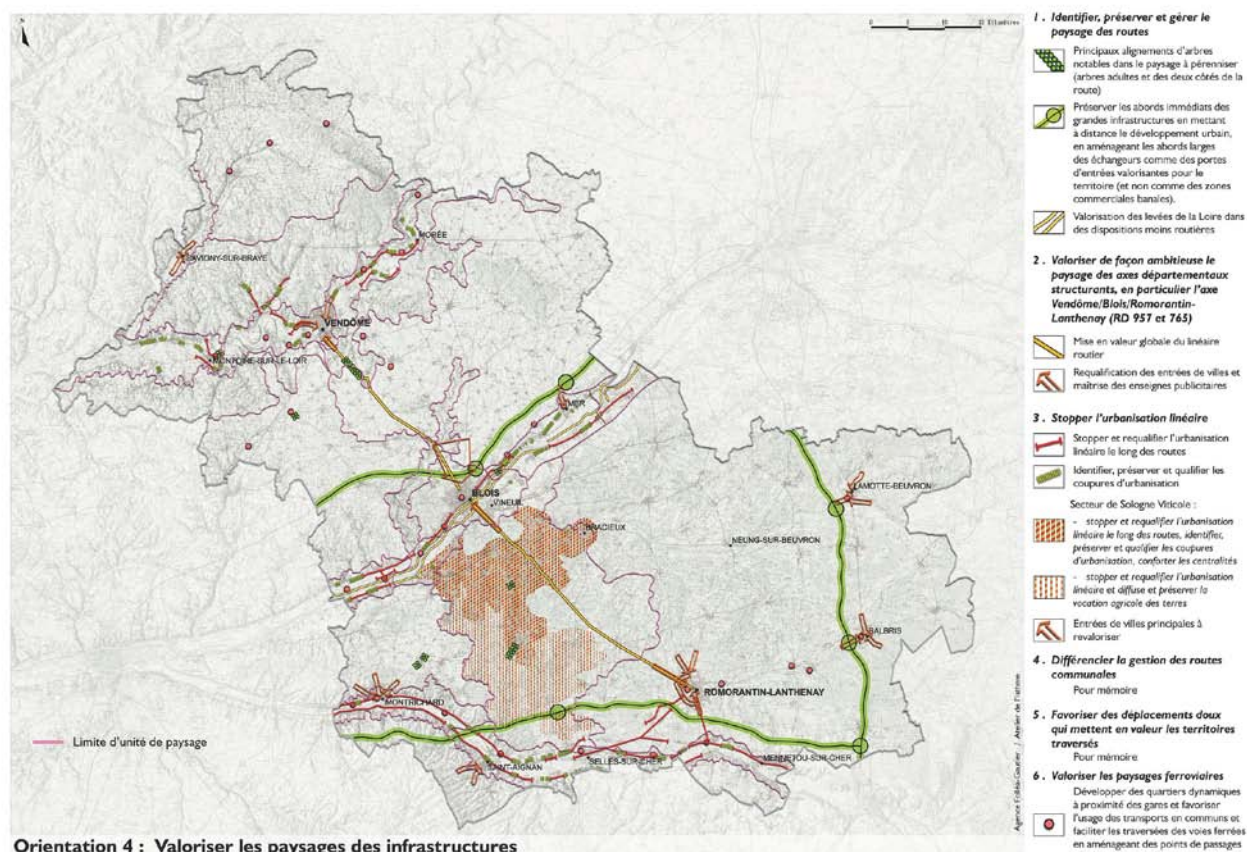 Kilomètres
MORÉE
SAVIGNY-SUR-BRAYE
VENDÔME
MONTOIRE-SUR-LE-LOIR
MER
BLOIS
VINEUIL
LAMOTTE-BEUVRON
BRACIEUX
NEUNG-SUR-BEUVRON
SALBRIS
ROMORANTIN-LANTHENAY
MONTRICHARD
SAINT-AIGNAN
SELLES-SUR-CHER
MENNETOU-SUR-CHER
Limite d'unité de paysage
Orientation 4 : Valoriser les paysages des infrastructures
1 . Identifier, préserver et gérer le
paysage des routes
Principaux alignements d'arbres
notables dans le paysage à pérenniser
(arbres adultes et des deux côtés de la
route)
Préserver les abords immédiats des
grandes infrastructures en mettant
à distance le développement urbain,
en aménageant les abords larges
des échangeurs comme des portes
d'entrées valorisantes pour le
territoire (et non comme des zones
commerciales banales).
Valorisation des levées de la Loire dans
des dispositions moins routières
2 . Valoriser de façon ambitieuse le
paysage des axes départementaux
structurants, en particulier l'axe
Vendôme/Blois/Romorantin-
Lanthenay (RD 957 et 765)
Mise en valeur globale du linéaire
routier
Requalification des entrées de villes et
maîtrise des enseignes publicitaires
3 . Stopper l'urbanisation linéaire
Stopper et requalifier l'urbanisation
linéaire le long des routes
Identifier, préserver et qualifier les
coupures d'urbanisation
Secteur de Sologne Viticole :
- stopper et requalifier l'urbanisation
linéaire le long des routes, identifier,
préserver et qualifier les coupures
d'urbanisation, conforter les centralités
- stopper et requalifier l'urbanisation
linéaire et diffuse et préserver la
vocation agricole des terres
Entrées de villes principales à
revaloriser
4 . Différencier la gestion des routes
communales
Pour mémoire
5 . Favoriser des déplacements doux
qui mettent en valeur les territoires
traversés
Pour mémoire
6 . Valoriser les paysages ferroviaires
Développer des quartiers dynamiques
à proximité des gares et favoriser
l'usage des transports en communs et
faciliter les traversées des voies ferrées
en aménageant des points de passages